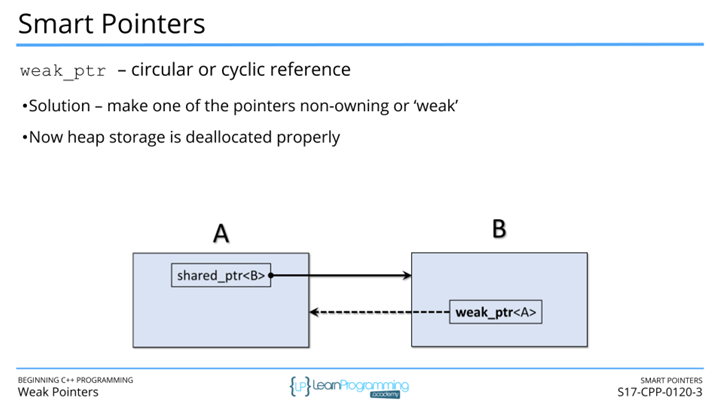 Smart Pointers
weak_ptr – circular or cyclic reference
•Solution – make one of the pointers non-owning or ‘weak’
•Now heap storage is deallocated properly
A
B
shared_ptr<B>
weak_ptr<A>
BEGINNING C++ PROGRAMMING
Weak Pointers
{LP} LearnProgramming
academy
SMART POINTERS
S17-CPP-0120-3